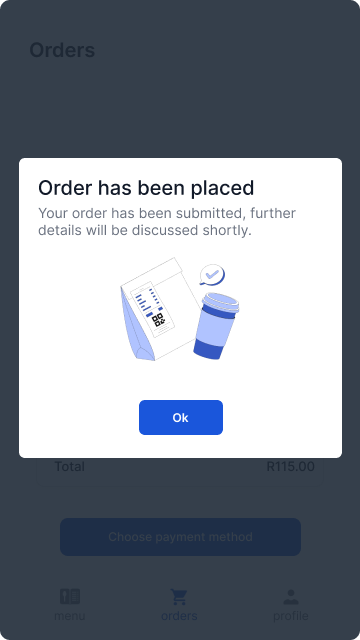 Orders
Order has been placed
Your order has been submitted, further
details will be discussed shortly.
Ok
Total R115.00
Choose payment method
menu orders profile